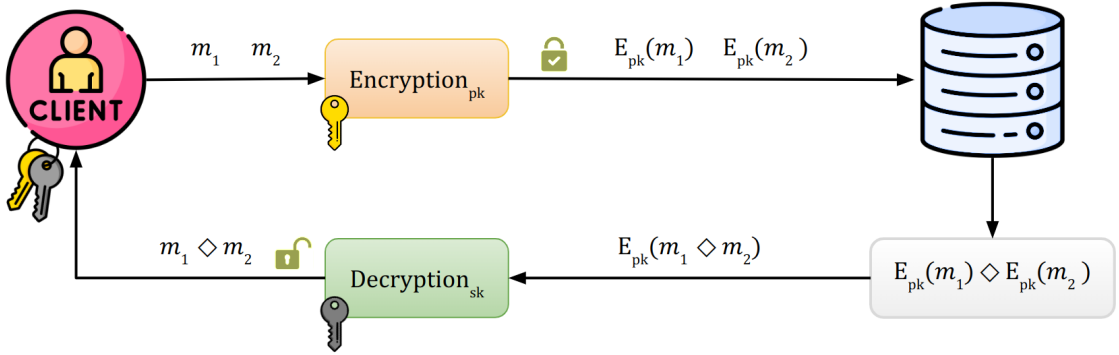 CLIENT
m₁ m₂
Encryptionₚₖ
Eₚₖ(m₁) Eₚₖ(m₂)
Eₚₖ(m₁) ◇ Eₚₖ(m₂)
Eₚₖ(m₁ ◇ m₂)
Decryptionₛₖ
m₁ ◇ m₂